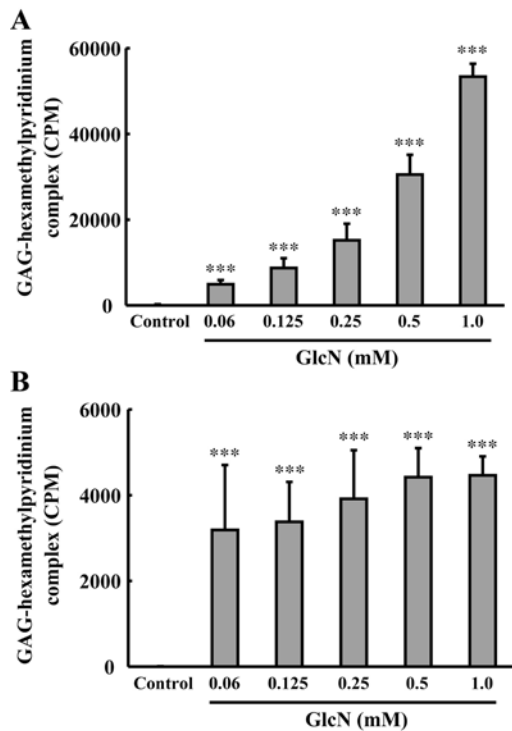 A
GAG-hexamethylpyridinium
complex (CPM)
60000
40000
20000
0
***
***
***
***
***
Control 0.06 0.125 0.25 0.5 1.0
GlcN (mM)
B
GAG-hexamethylpyridinium
complex (CPM)
6000
4000
2000
0
***
***
***
***
***
Control 0.06 0.125 0.25 0.5 1.0
GlcN (mM)